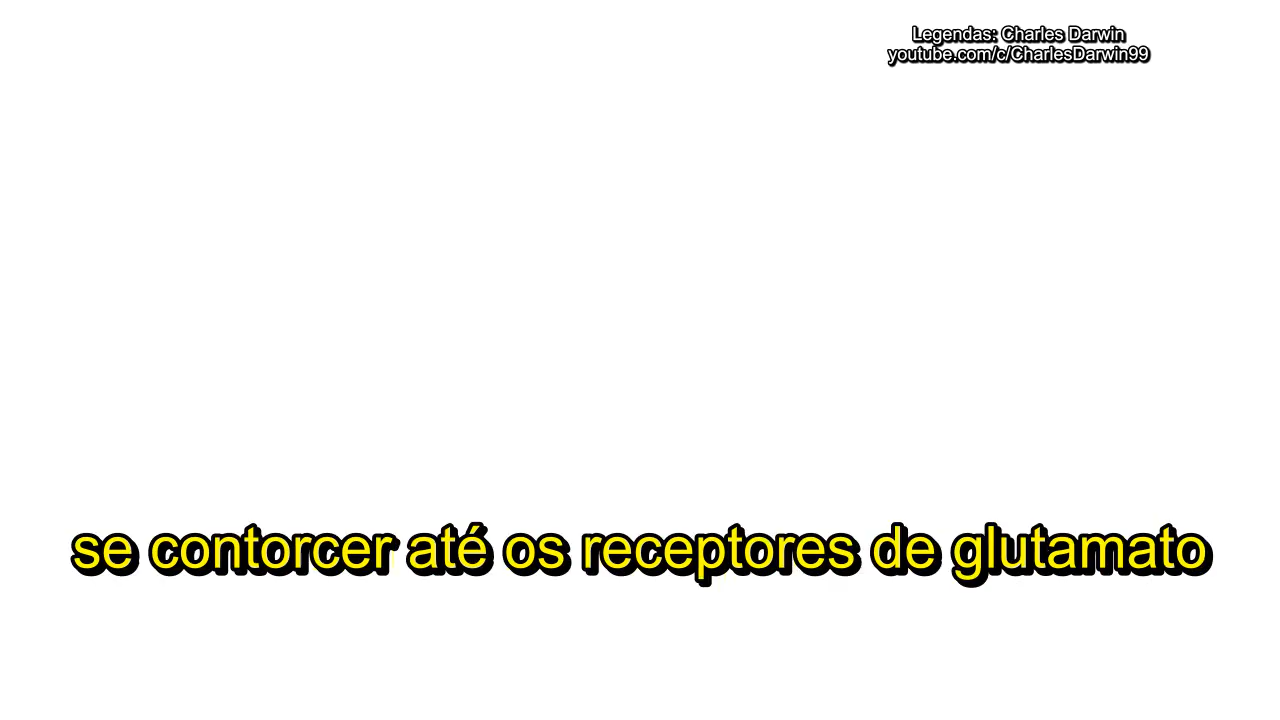 Legendas: Charles Darwin
youtube.com/c/CharlesDarwin99
se contorcer até os receptores de glutamato